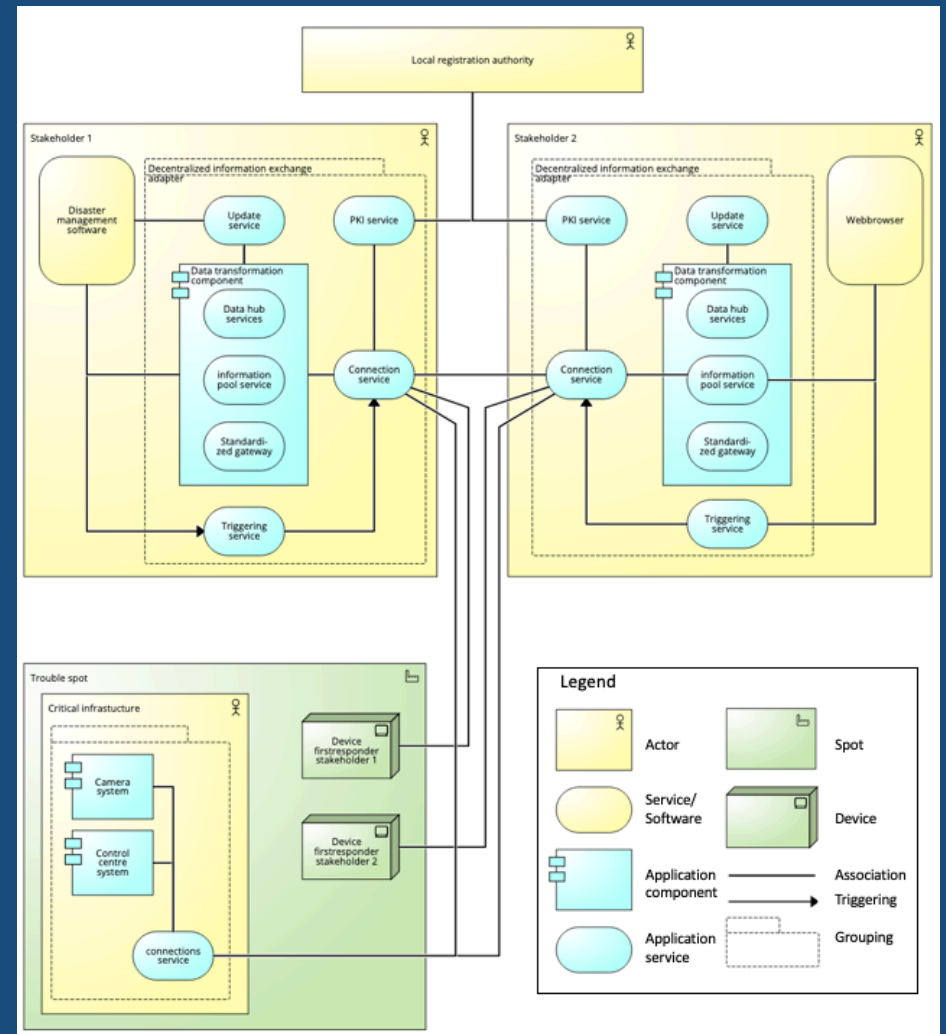 Local registration authority
Stakeholder 1
Decentralized information exchange
adapter
Disaster
management
software
Update
service
PKI service
Data transformation
component
Data hub
services
information
pool service
Standardi-
zed gateway
Connection
service
Triggering
service
Stakeholder 2
Decentralized information exchange
adapter
PKI service
Update
service
Webbrowser
Data transformation
component
Data hub
services
Connection
service
information
pool service
Standardi-
zed gateway
Triggering
service
Trouble spot
Critical infrastucture
Camera
system
Control
centre
system
connections
service
Device
firstresponder
stakeholder 1
Device
firstresponder
stakeholder 2
Legend
Actor
Spot
Service/
Software
Device
Application
component
Association
Triggering
Application
service
Grouping